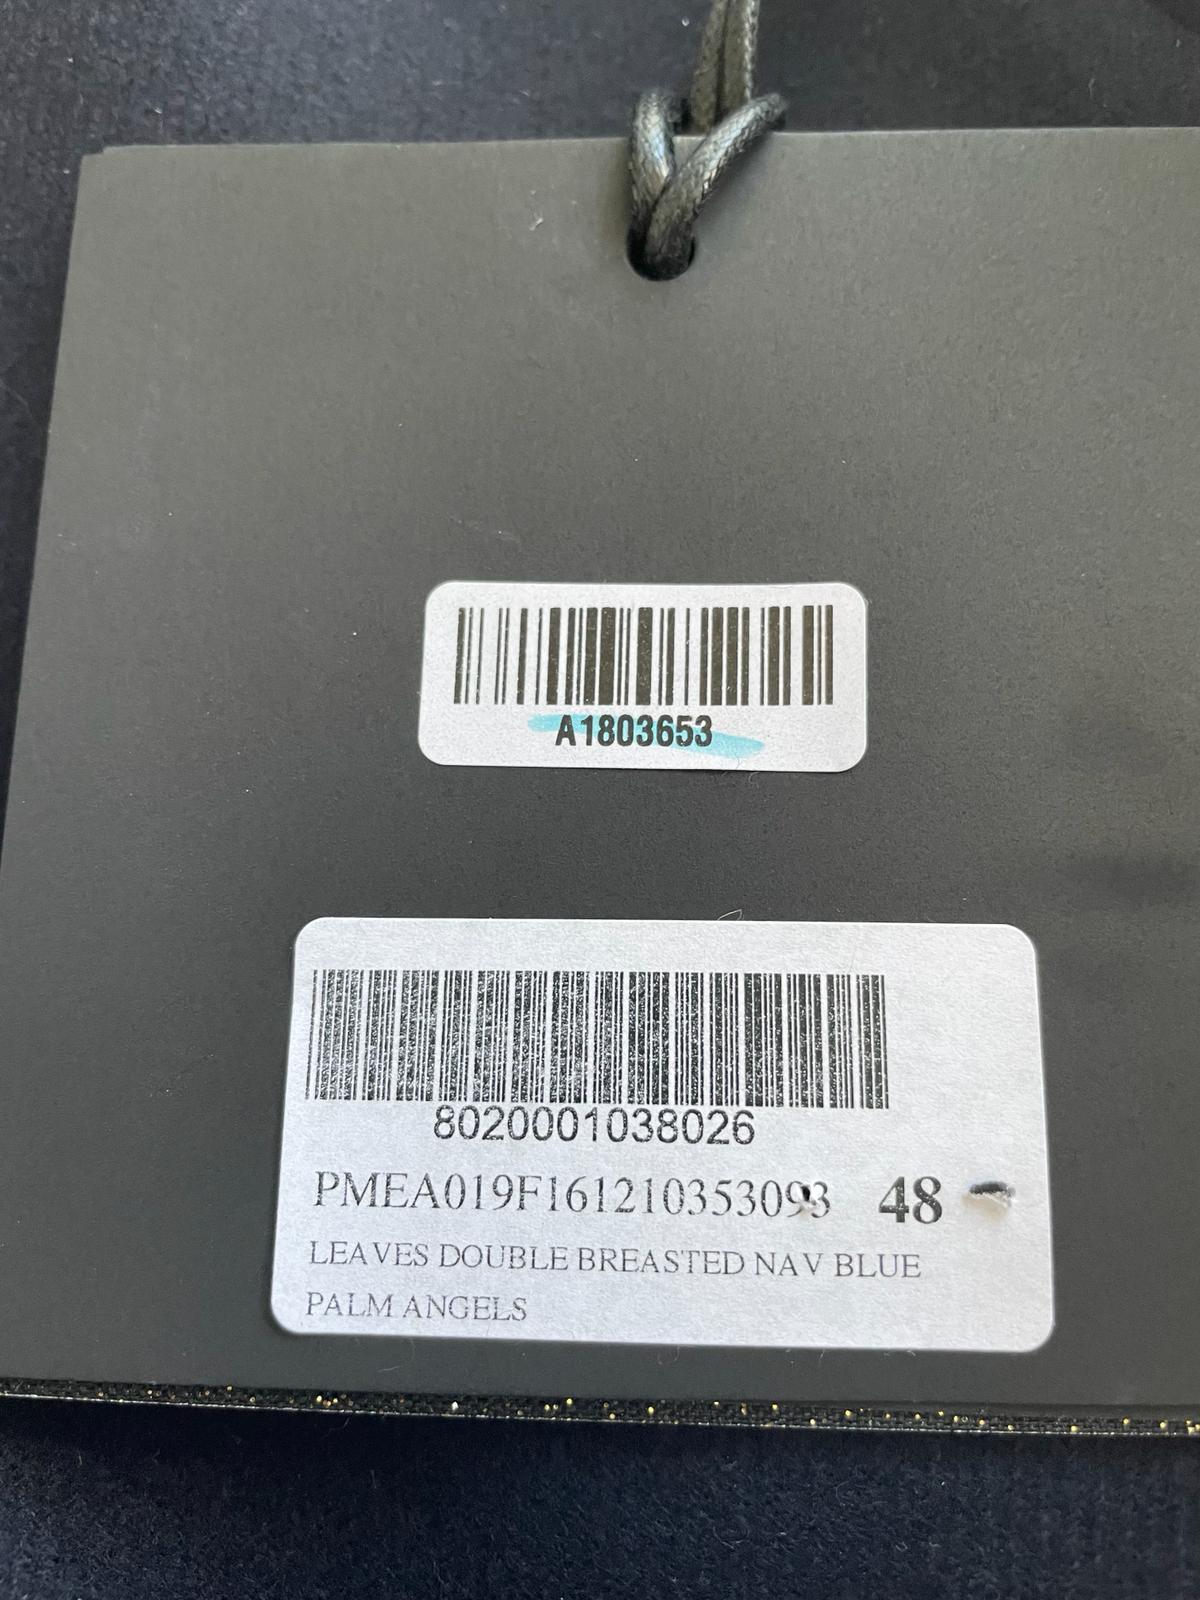 A1803653
8020001038026
PMEA019F161210353093 48
LEAVES DOUBLE BREASTED NAV BLUE
PALM ANGELS